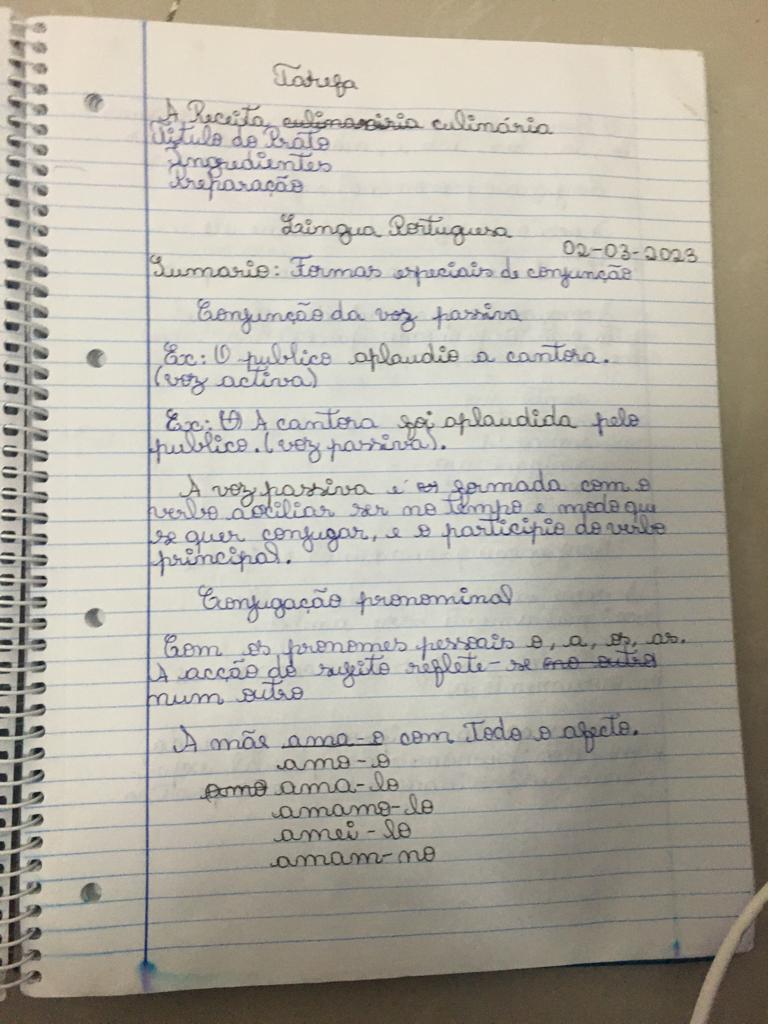 Tarefa
A Receita culinariria culinária
Titulo do Prato
Ingredientes
Preparação
Lingua Portuguesa
02-03-2023
Sumario: Formas especiais de conjunção
Conjunção da voz passiva
Ex: O publico aplaudio a cantora.
(voz activa)
Ex: A cantora foi aplaudida pelo
publico. (voz passiva).
A voz passiva é formada com o
verbo auxiliar ser no tempo e modo que
se quer conjugar, e o participio do verbo
principal.
Conjugação pronominal
Com os pronomes pessoais o, a, os, as.
A acção do sujeito reflete-se no outro
num outro
A mãe ama-o com todo o afecto.
amo-o
amo ama-lo
amamo-lo
amei-lo
amam-no